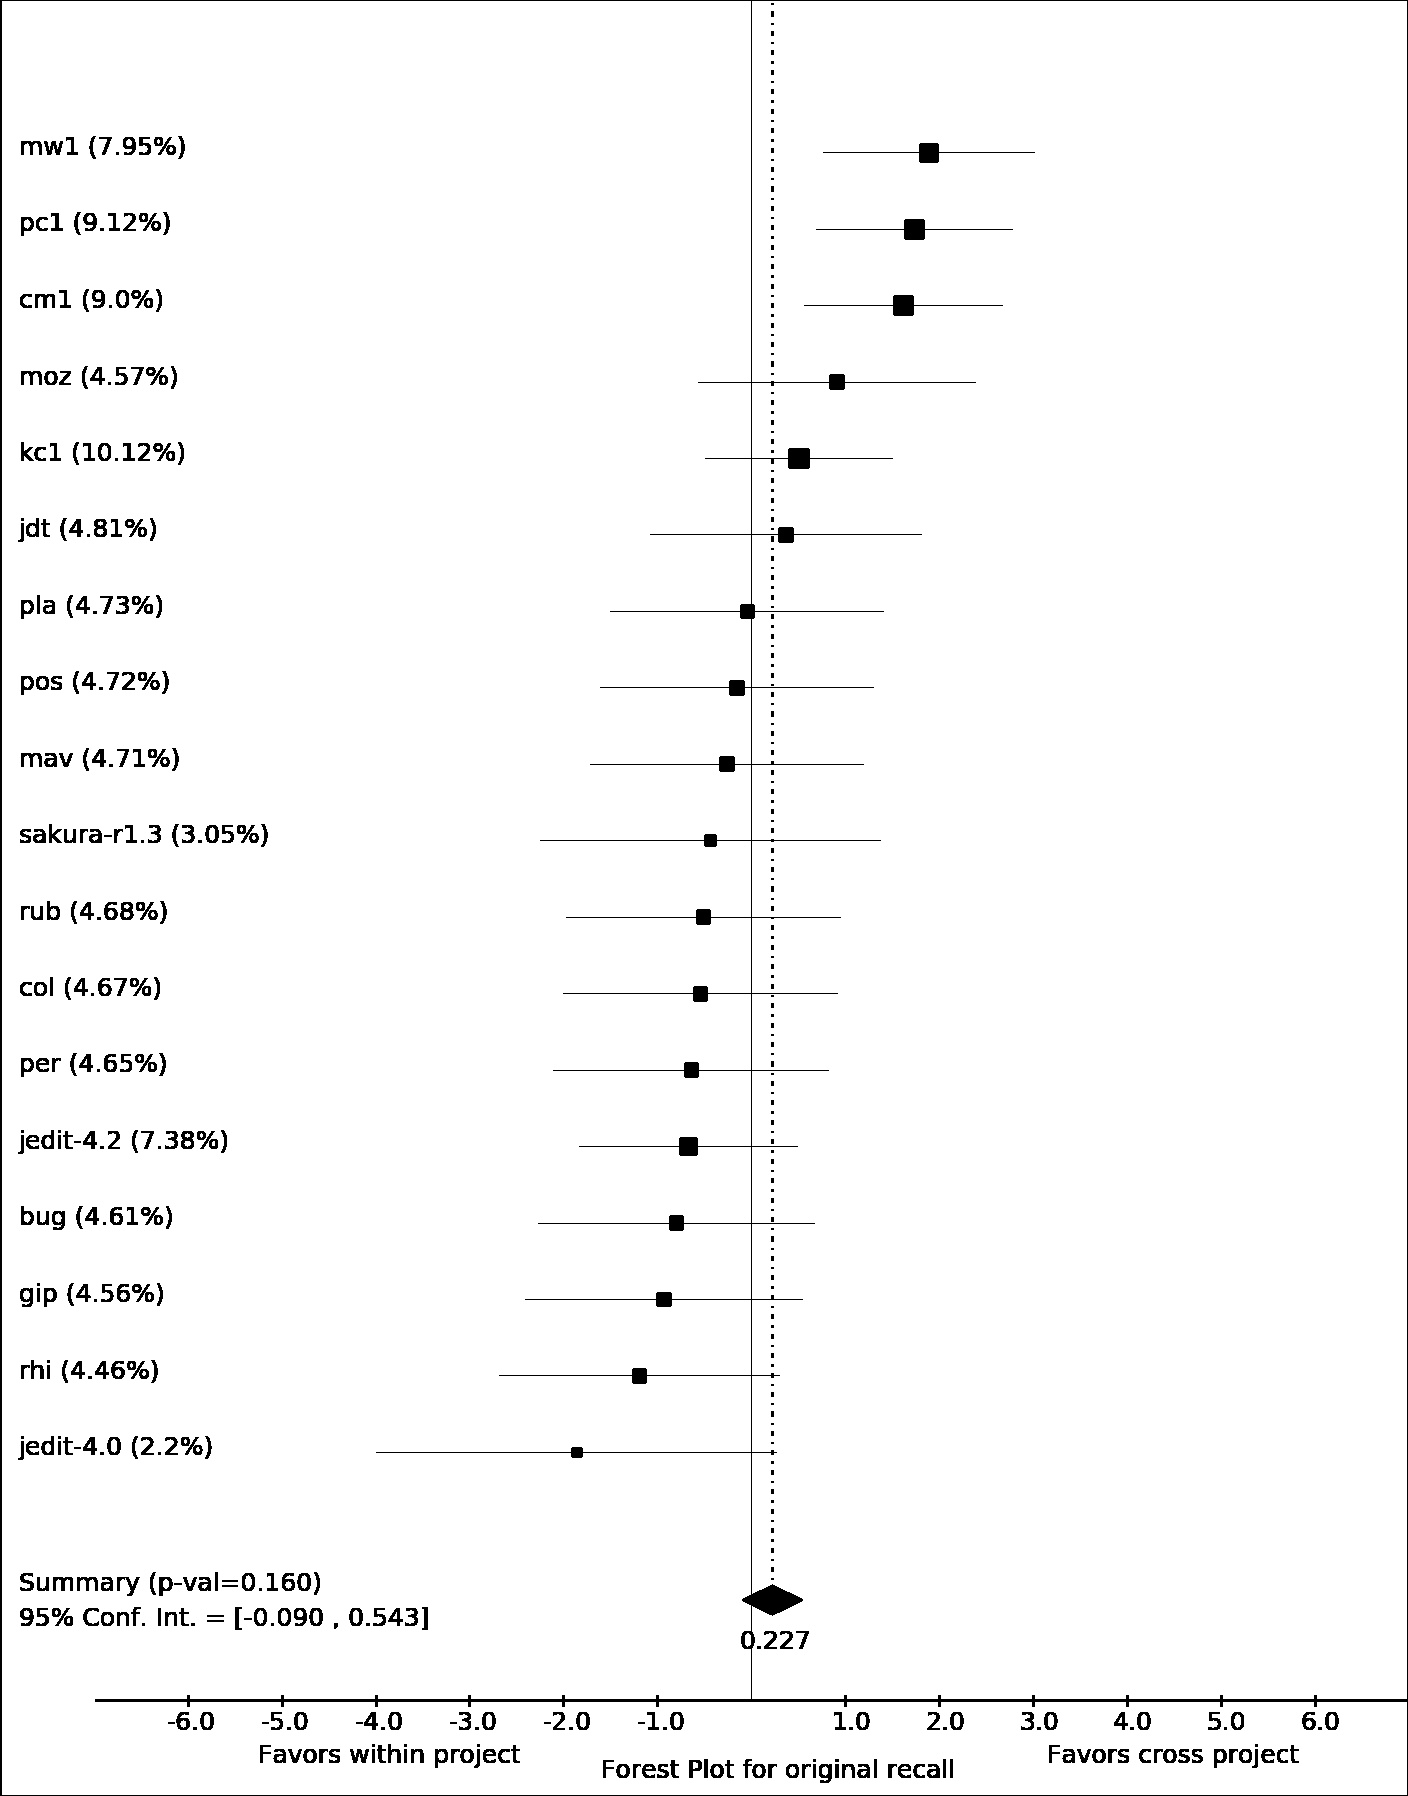 mw1 (7.95%)
pc1 (9.12%)
cm1 (9.0%)
moz (4.57%)
kc1 (10.12%)
jdt (4.81%)
pla (4.73%)
pos (4.72%)
mav (4.71%)
sakura-r1.3 (3.05%)
rub (4.68%)
col (4.67%)
per (4.65%)
jedit-4.2 (7.38%)
bug (4.61%)
gip (4.56%)
rhi (4.46%)
jedit-4.0 (2.2%)
Summary (p-val=0.160)
95% Conf. Int. = [-0.090 , 0.543]
0.227
-6.0 -5.0 -4.0 -3.0 -2.0 -1.0 1.0 2.0 3.0 4.0 5.0 6.0
Favors within project Favors cross project
Forest Plot for original recall